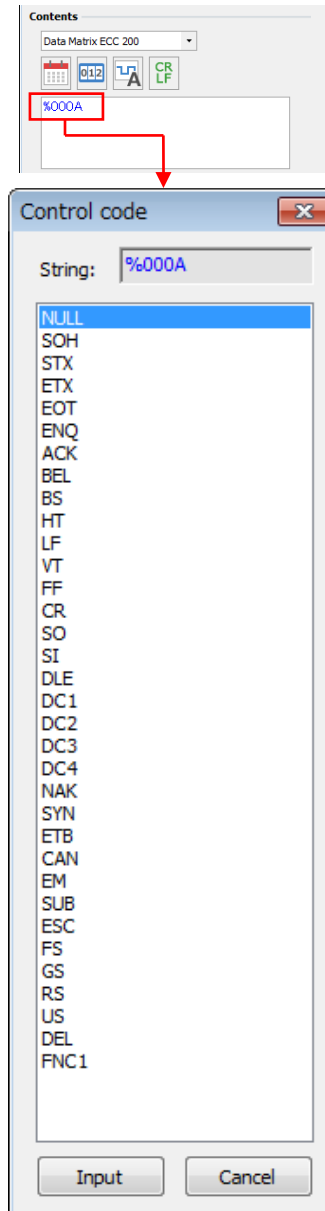 Contents
Data Matrix ECC 200
012
A
CR
LF
%000A
Control code
String: %000A
NULL
SOH
STX
ETX
EOT
ENQ
ACK
BEL
BS
HT
LF
VT
FF
CR
SO
SI
DLE
DC1
DC2
DC3
DC4
NAK
SYN
ETB
CAN
EM
SUB
ESC
FS
GS
RS
US
DEL
FNC1
Input Cancel